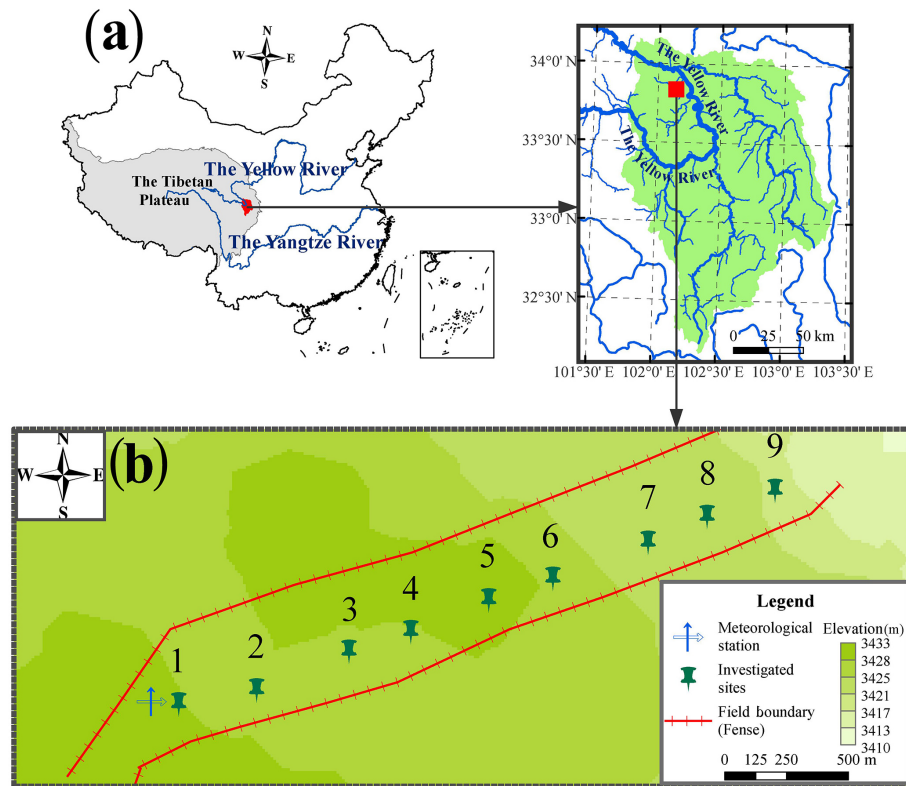 (a)
N
W E
S
The Yellow River
The Tibetan
Plateau
The Yangtze River
34°0' N
33°30' N
33°0' N
32°30' N
The Yellow River
The Yellow River
0 25 50 km
101°30' E 102°0' E 102°30' E 103°0' E 103°30' E
(b)
N
W E
S
1
2
3
4
5
6
7
8
9
Legend
Meteorological
station
Investigated
sites
Field boundary
(Fense)
Elevation(m)
3433
3428
3425
3421
3417
3413
3410
0 125 250 500 m